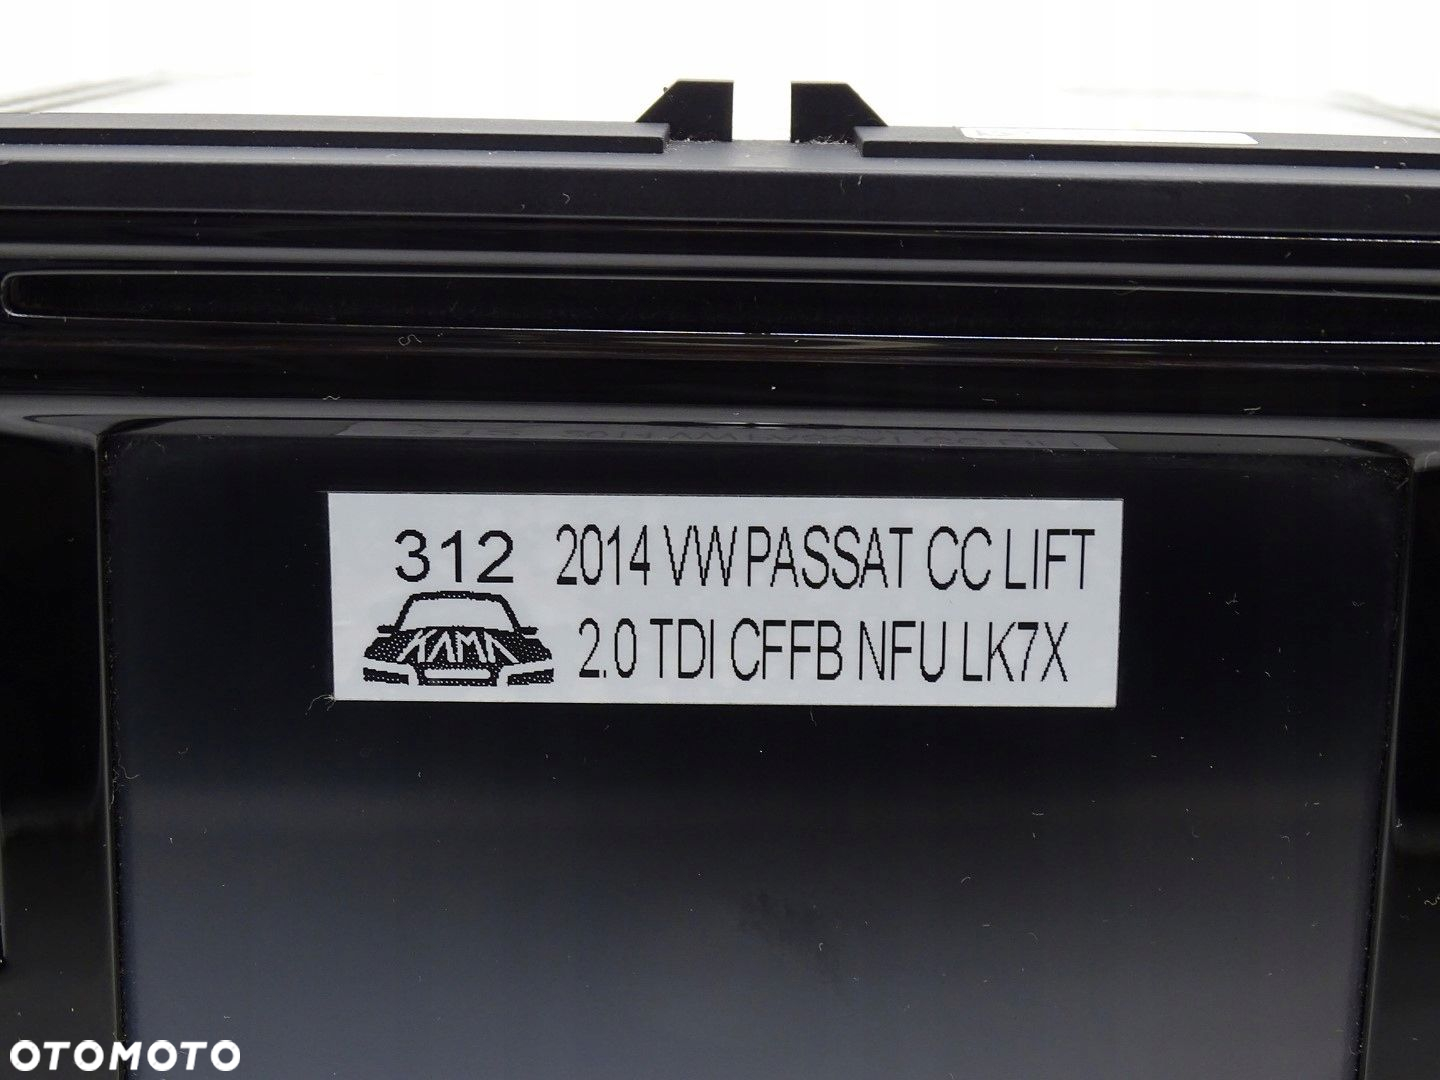 312 2014 VW PASSAT CC LIFT
KAMA 2.0 TDI CFFB NFU LK7X
OTOMOTO